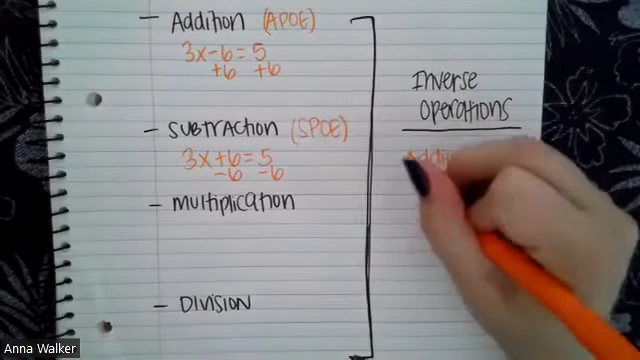 - Addition (APOE)
3x-6=5
+6 +6
- Subtraction (SPOE)
3x+6=5
-6 -6
- Multiplication
- Division
Inverse
Operations
Anna Walker